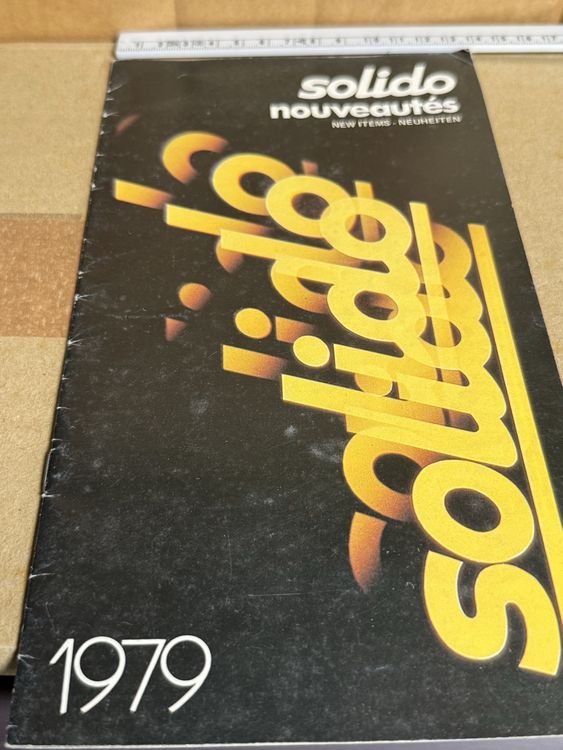 solido
nouveautés
NEW ITEMS - NEUHEITEN
solido
1979